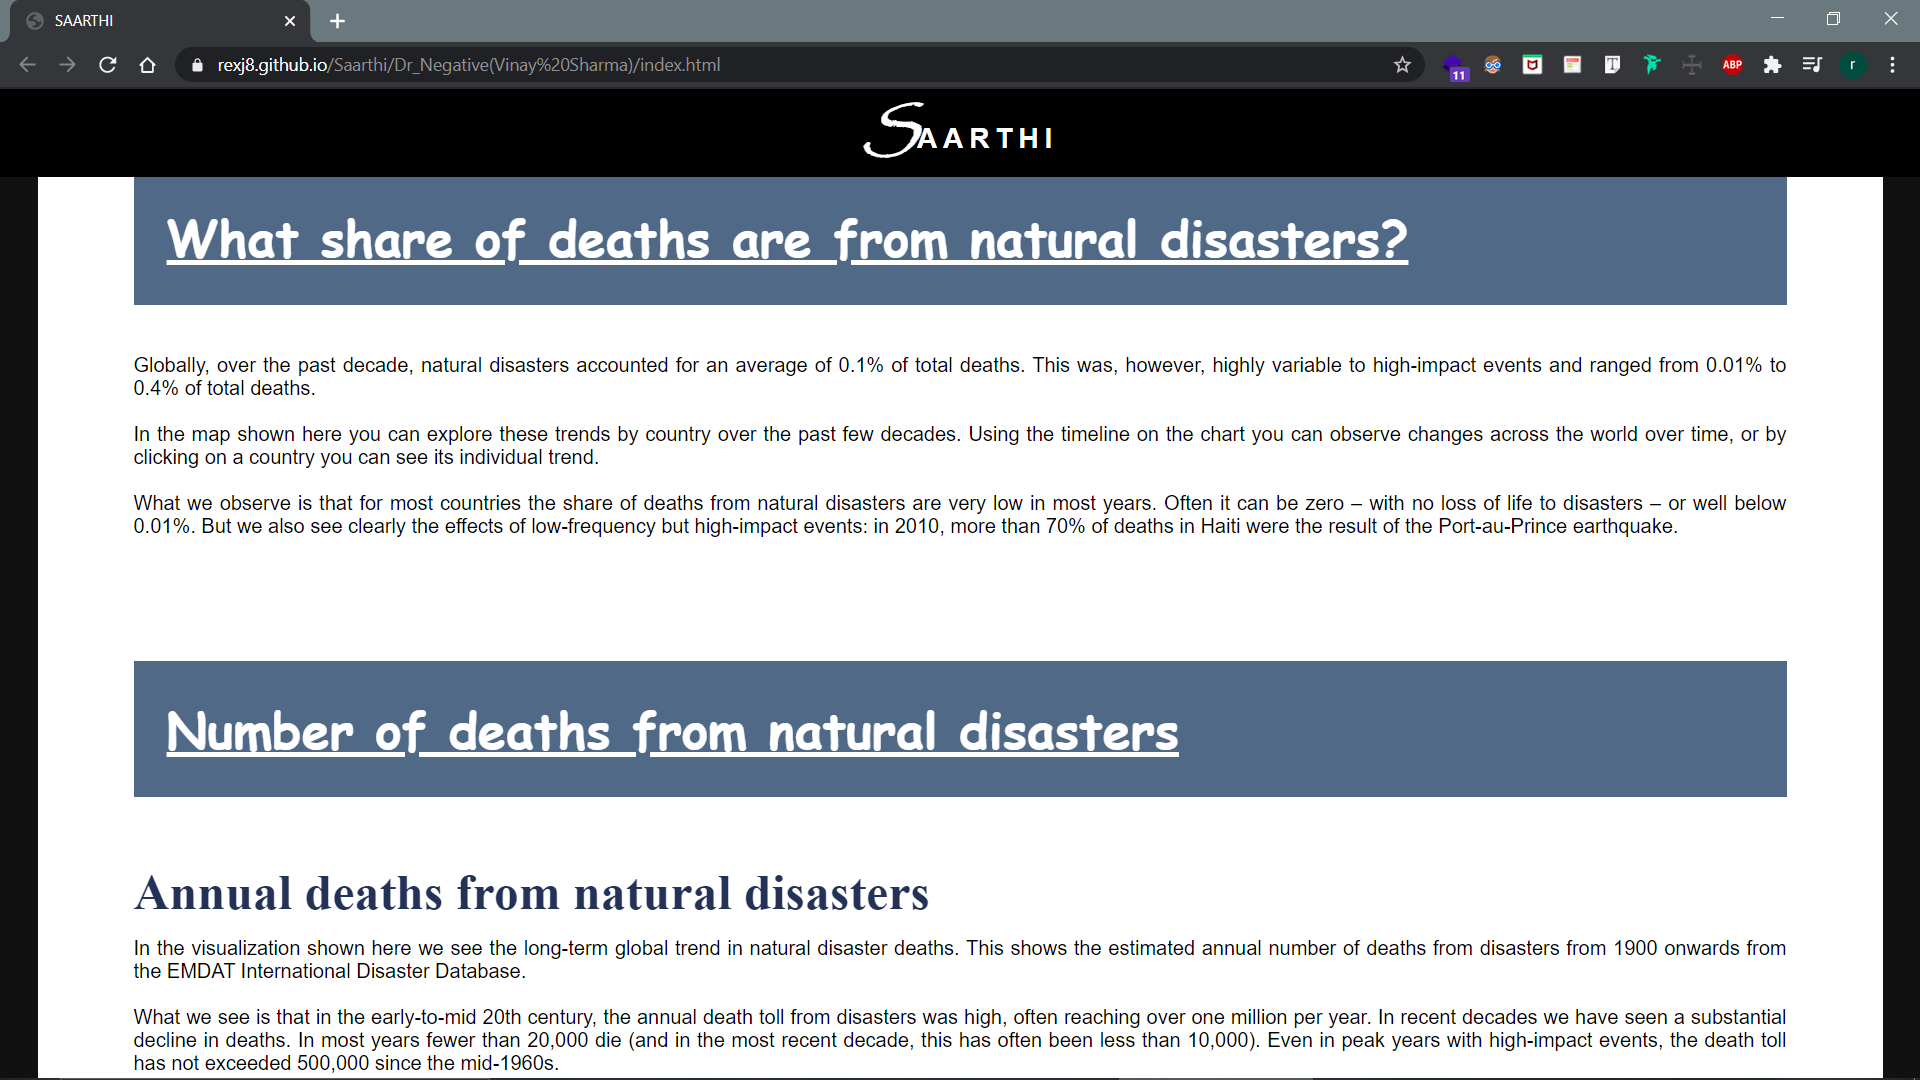 SAARTHI
rexj8.github.io/Saarthi/Dr_Negative(Vinay%20Sharma)/index.html
11
ABP
r
SAARTHI
What share of deaths are from natural disasters?
Globally, over the past decade, natural disasters accounted for an average of 0.1% of total deaths. This was, however, highly variable to high-impact events and ranged from 0.01% to
0.4% of total deaths.
In the map shown here you can explore these trends by country over the past few decades. Using the timeline on the chart you can observe changes across the world over time, or by
clicking on a country you can see its individual trend.
What we observe is that for most countries the share of deaths from natural disasters are very low in most years. Often it can be zero – with no loss of life to disasters – or well below
0.01%. But we also see clearly the effects of low-frequency but high-impact events: in 2010, more than 70% of deaths in Haiti were the result of the Port-au-Prince earthquake.
Number of deaths from natural disasters
Annual deaths from natural disasters
In the visualization shown here we see the long-term global trend in natural disaster deaths. This shows the estimated annual number of deaths from disasters from 1900 onwards from
the EMDAT International Disaster Database.
What we see is that in the early-to-mid 20th century, the annual death toll from disasters was high, often reaching over one million per year. In recent decades we have seen a substantial
decline in deaths. In most years fewer than 20,000 die (and in the most recent decade, this has often been less than 10,000). Even in peak years with high-impact events, the death toll
has not exceeded 500,000 since the mid-1960s.